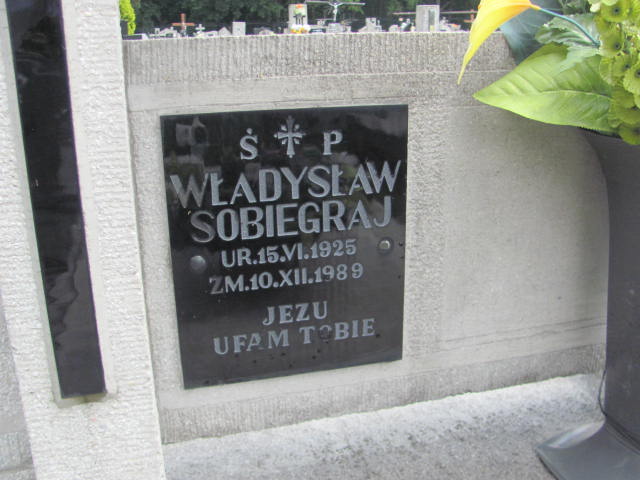 Ś P
WŁADYSŁAW
SOBIEGRAJ
UR.15.VI.1925
ZM.10.XII.1989
JEZU
UFAM TOBIE